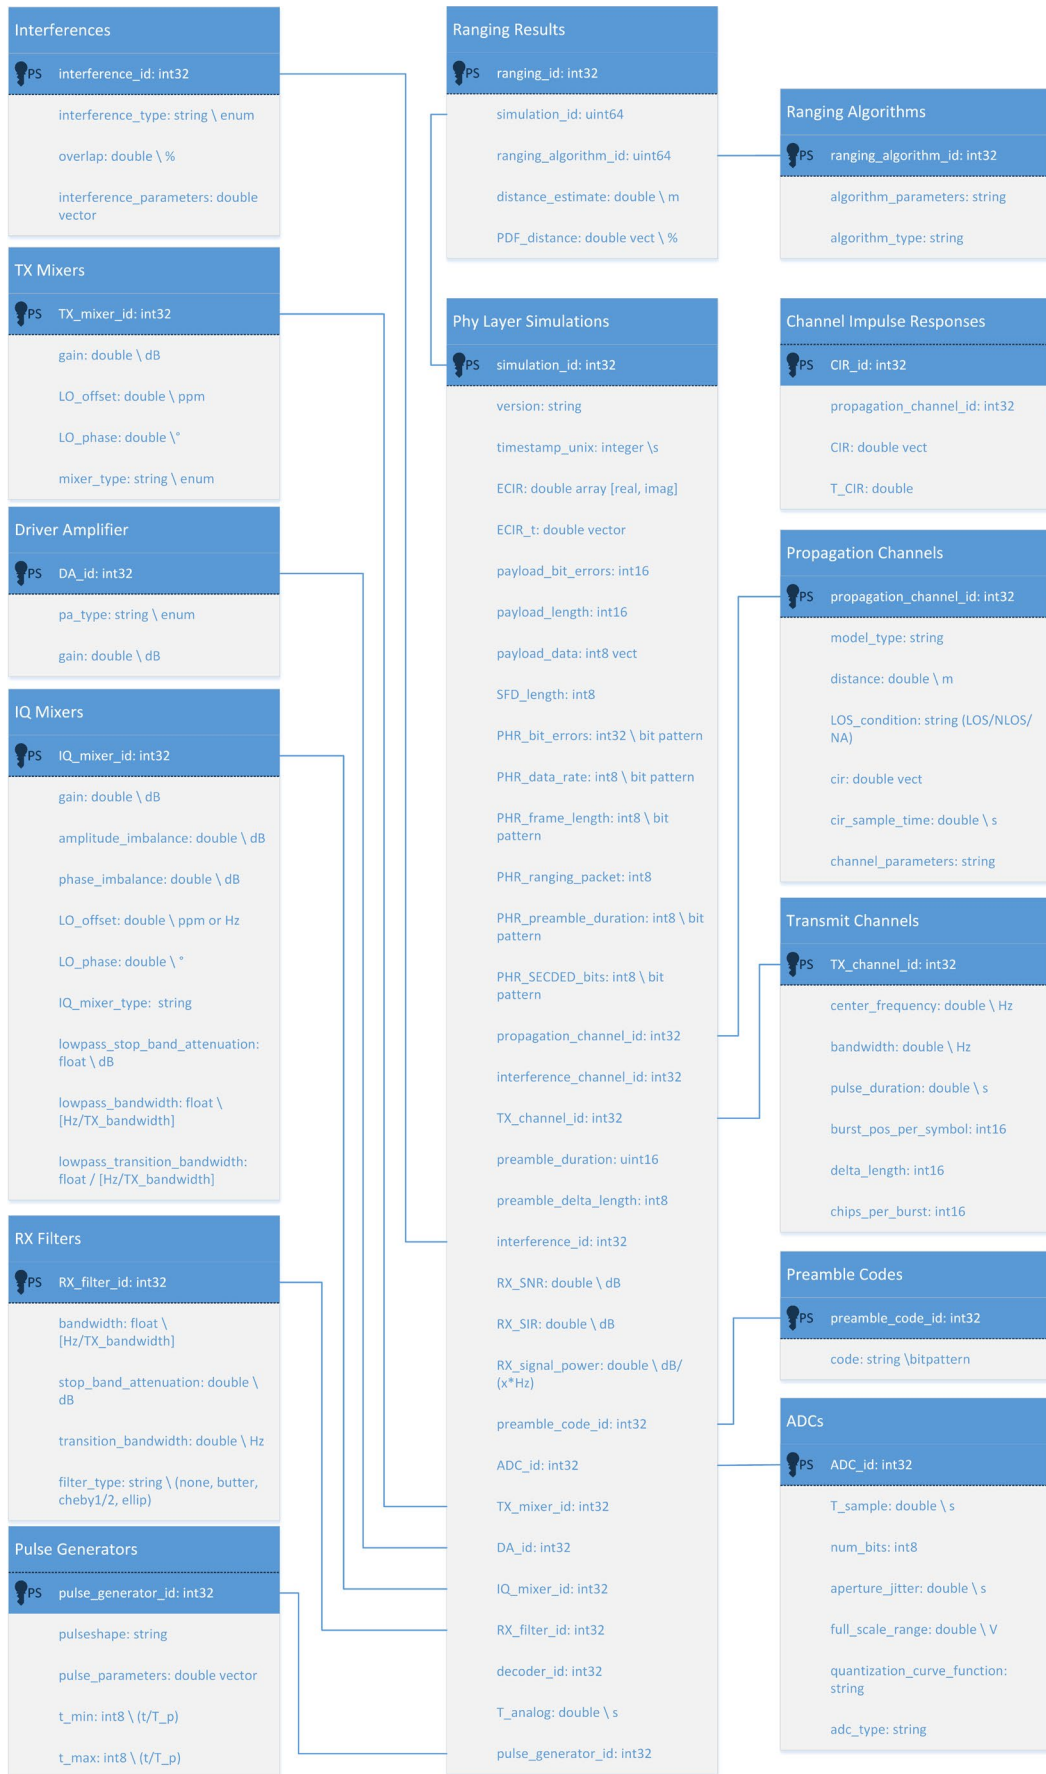 Interferences
PS interference_id: int32
interference_type: string \ enum
overlap: double \ %
interference_parameters: double
vector
TX Mixers
PS TX_mixer_id: int32
gain: double \ dB
LO_offset: double \ ppm
LO_phase: double \°
mixer_type: string \ enum
Driver Amplifier
PS DA_id: int32
pa_type: string \ enum
gain: double \ dB
IQ Mixers
PS IQ_mixer_id: int32
gain: double \ dB
amplitude_imbalance: double \ dB
phase_imbalance: double \ dB
LO_offset: double \ ppm or Hz
LO_phase: double \ °
IQ_mixer_type: string
lowpass_stop_band_attenuation:
float \ dB
lowpass_bandwidth: float \
[Hz/TX_bandwidth]
lowpass_transition_bandwidth:
float / [Hz/TX_bandwidth]
RX Filters
PS RX_filter_id: int32
bandwidth: float \
[Hz/TX_bandwidth]
stop_band_attenuation: double \
dB
transition_bandwidth: double \ Hz
filter_type: string \ (none, butter,
cheby1/2, ellip)
Pulse Generators
PS pulse_generator_id: int32
pulseshape: string
pulse_parameters: double vector
t_min: int8 \ (t/T_p)
t_max: int8 \ (t/T_p)
Ranging Results
PS ranging_id: int32
simulation_id: uint64
ranging_algorithm_id: uint64
distance_estimate: double \ m
PDF_distance: double vect \ %
Phy Layer Simulations
PS simulation_id: int32
version: string
timestamp_unix: integer \s
ECIR: double array [real, imag]
ECIR_t: double vector
payload_bit_errors: int16
payload_length: int16
payload_data: int8 vect
SFD_length: int8
PHR_bit_errors: int32 \ bit pattern
PHR_data_rate: int8 \ bit pattern
PHR_frame_length: int8 \ bit
pattern
PHR_ranging_packet: int8
PHR_preamble_duration: int8 \ bit
pattern
PHR_SECDED_bits: int8 \ bit
pattern
propagation_channel_id: int32
interference_channel_id: int32
TX_channel_id: int32
preamble_duration: uint16
preamble_delta_length: int8
interference_id: int32
RX_SNR: double \ dB
RX_SIR: double \ dB
RX_signal_power: double \ dB/
(x*Hz)
preamble_code_id: int32
ADC_id: int32
TX_mixer_id: int32
DA_id: int32
IQ_mixer_id: int32
RX_filter_id: int32
decoder_id: int32
T_analog: double \ s
pulse_generator_id: int32
Ranging Algorithms
PS ranging_algorithm_id: int32
algorithm_parameters: string
algorithm_type: string
Channel Impulse Responses
PS CIR_id: int32
propagation_channel_id: int32
CIR: double vect
T_CIR: double
Propagation Channels
PS propagation_channel_id: int32
model_type: string
distance: double \ m
LOS_condition: string (LOS/NLOS/
NA)
cir: double vect
cir_sample_time: double \ s
channel_parameters: string
Transmit Channels
PS TX_channel_id: int32
center_frequency: double \ Hz
bandwidth: double \ Hz
pulse_duration: double \ s
burst_pos_per_symbol: int16
delta_length: int16
chips_per_burst: int16
Preamble Codes
PS preamble_code_id: int32
code: string \bitpattern
ADCs
PS ADC_id: int32
T_sample: double \ s
num_bits: int8
aperture_jitter: double \ s
full_scale_range: double \ V
quantization_curve_function:
string
adc_type: string